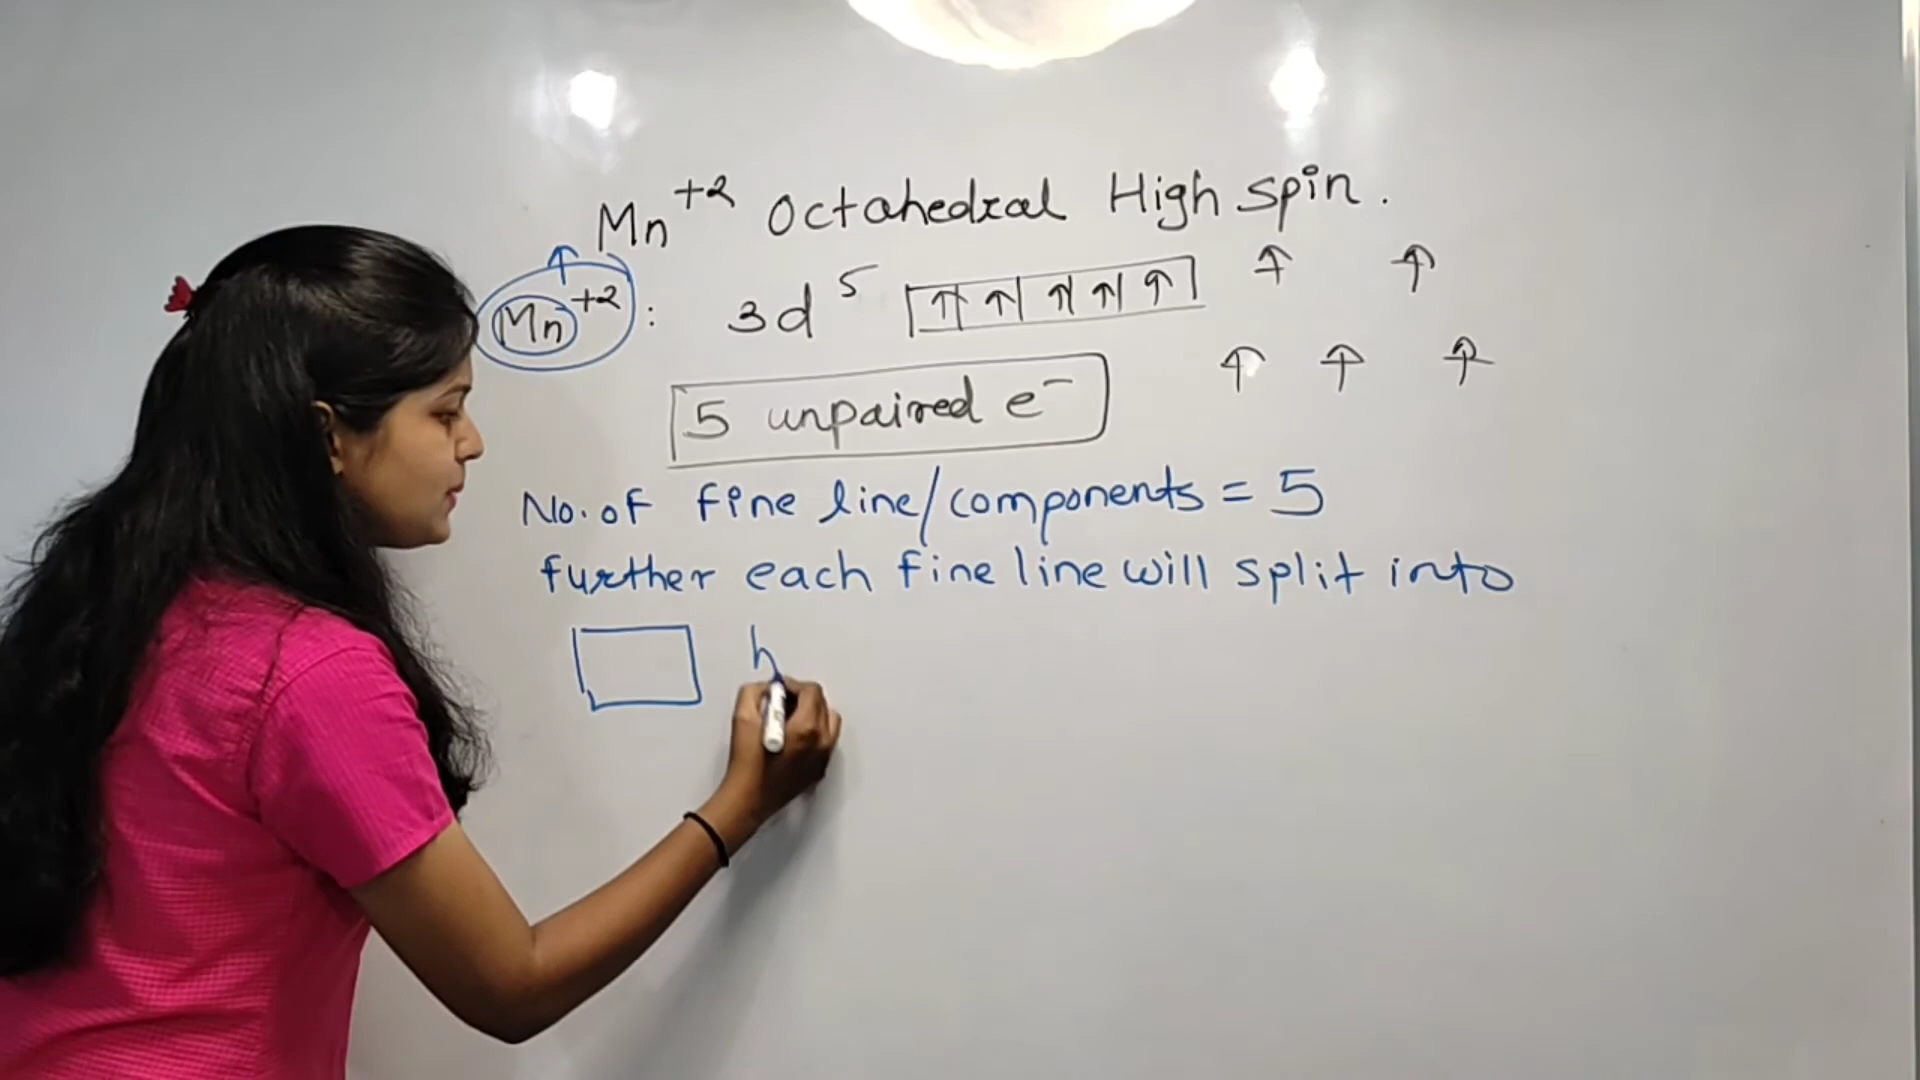 Mn+2 Octahedral High spin.
↑
Mn+2 : 3d5 ↑ ↑ ↑ ↑ ↑ ↑ ↑
↑ ↑ ↑
5 unpaired e-
No. of fine line/components = 5
further each fine line will split into
h